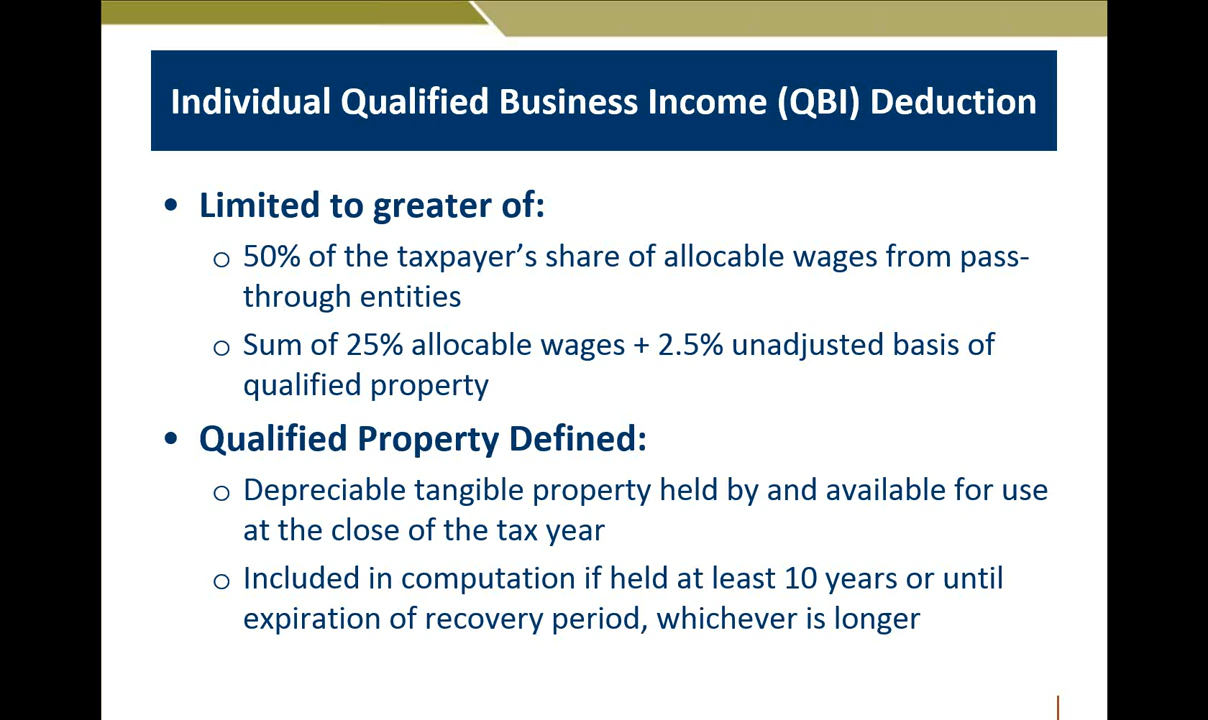 Individual Qualified Business Income (QBI) Deduction
• Limited to greater of:
o 50% of the taxpayer’s share of allocable wages from pass-
through entities
o Sum of 25% allocable wages + 2.5% unadjusted basis of
qualified property
• Qualified Property Defined:
o Depreciable tangible property held by and available for use
at the close of the tax year
o Included in computation if held at least 10 years or until
expiration of recovery period, whichever is longer